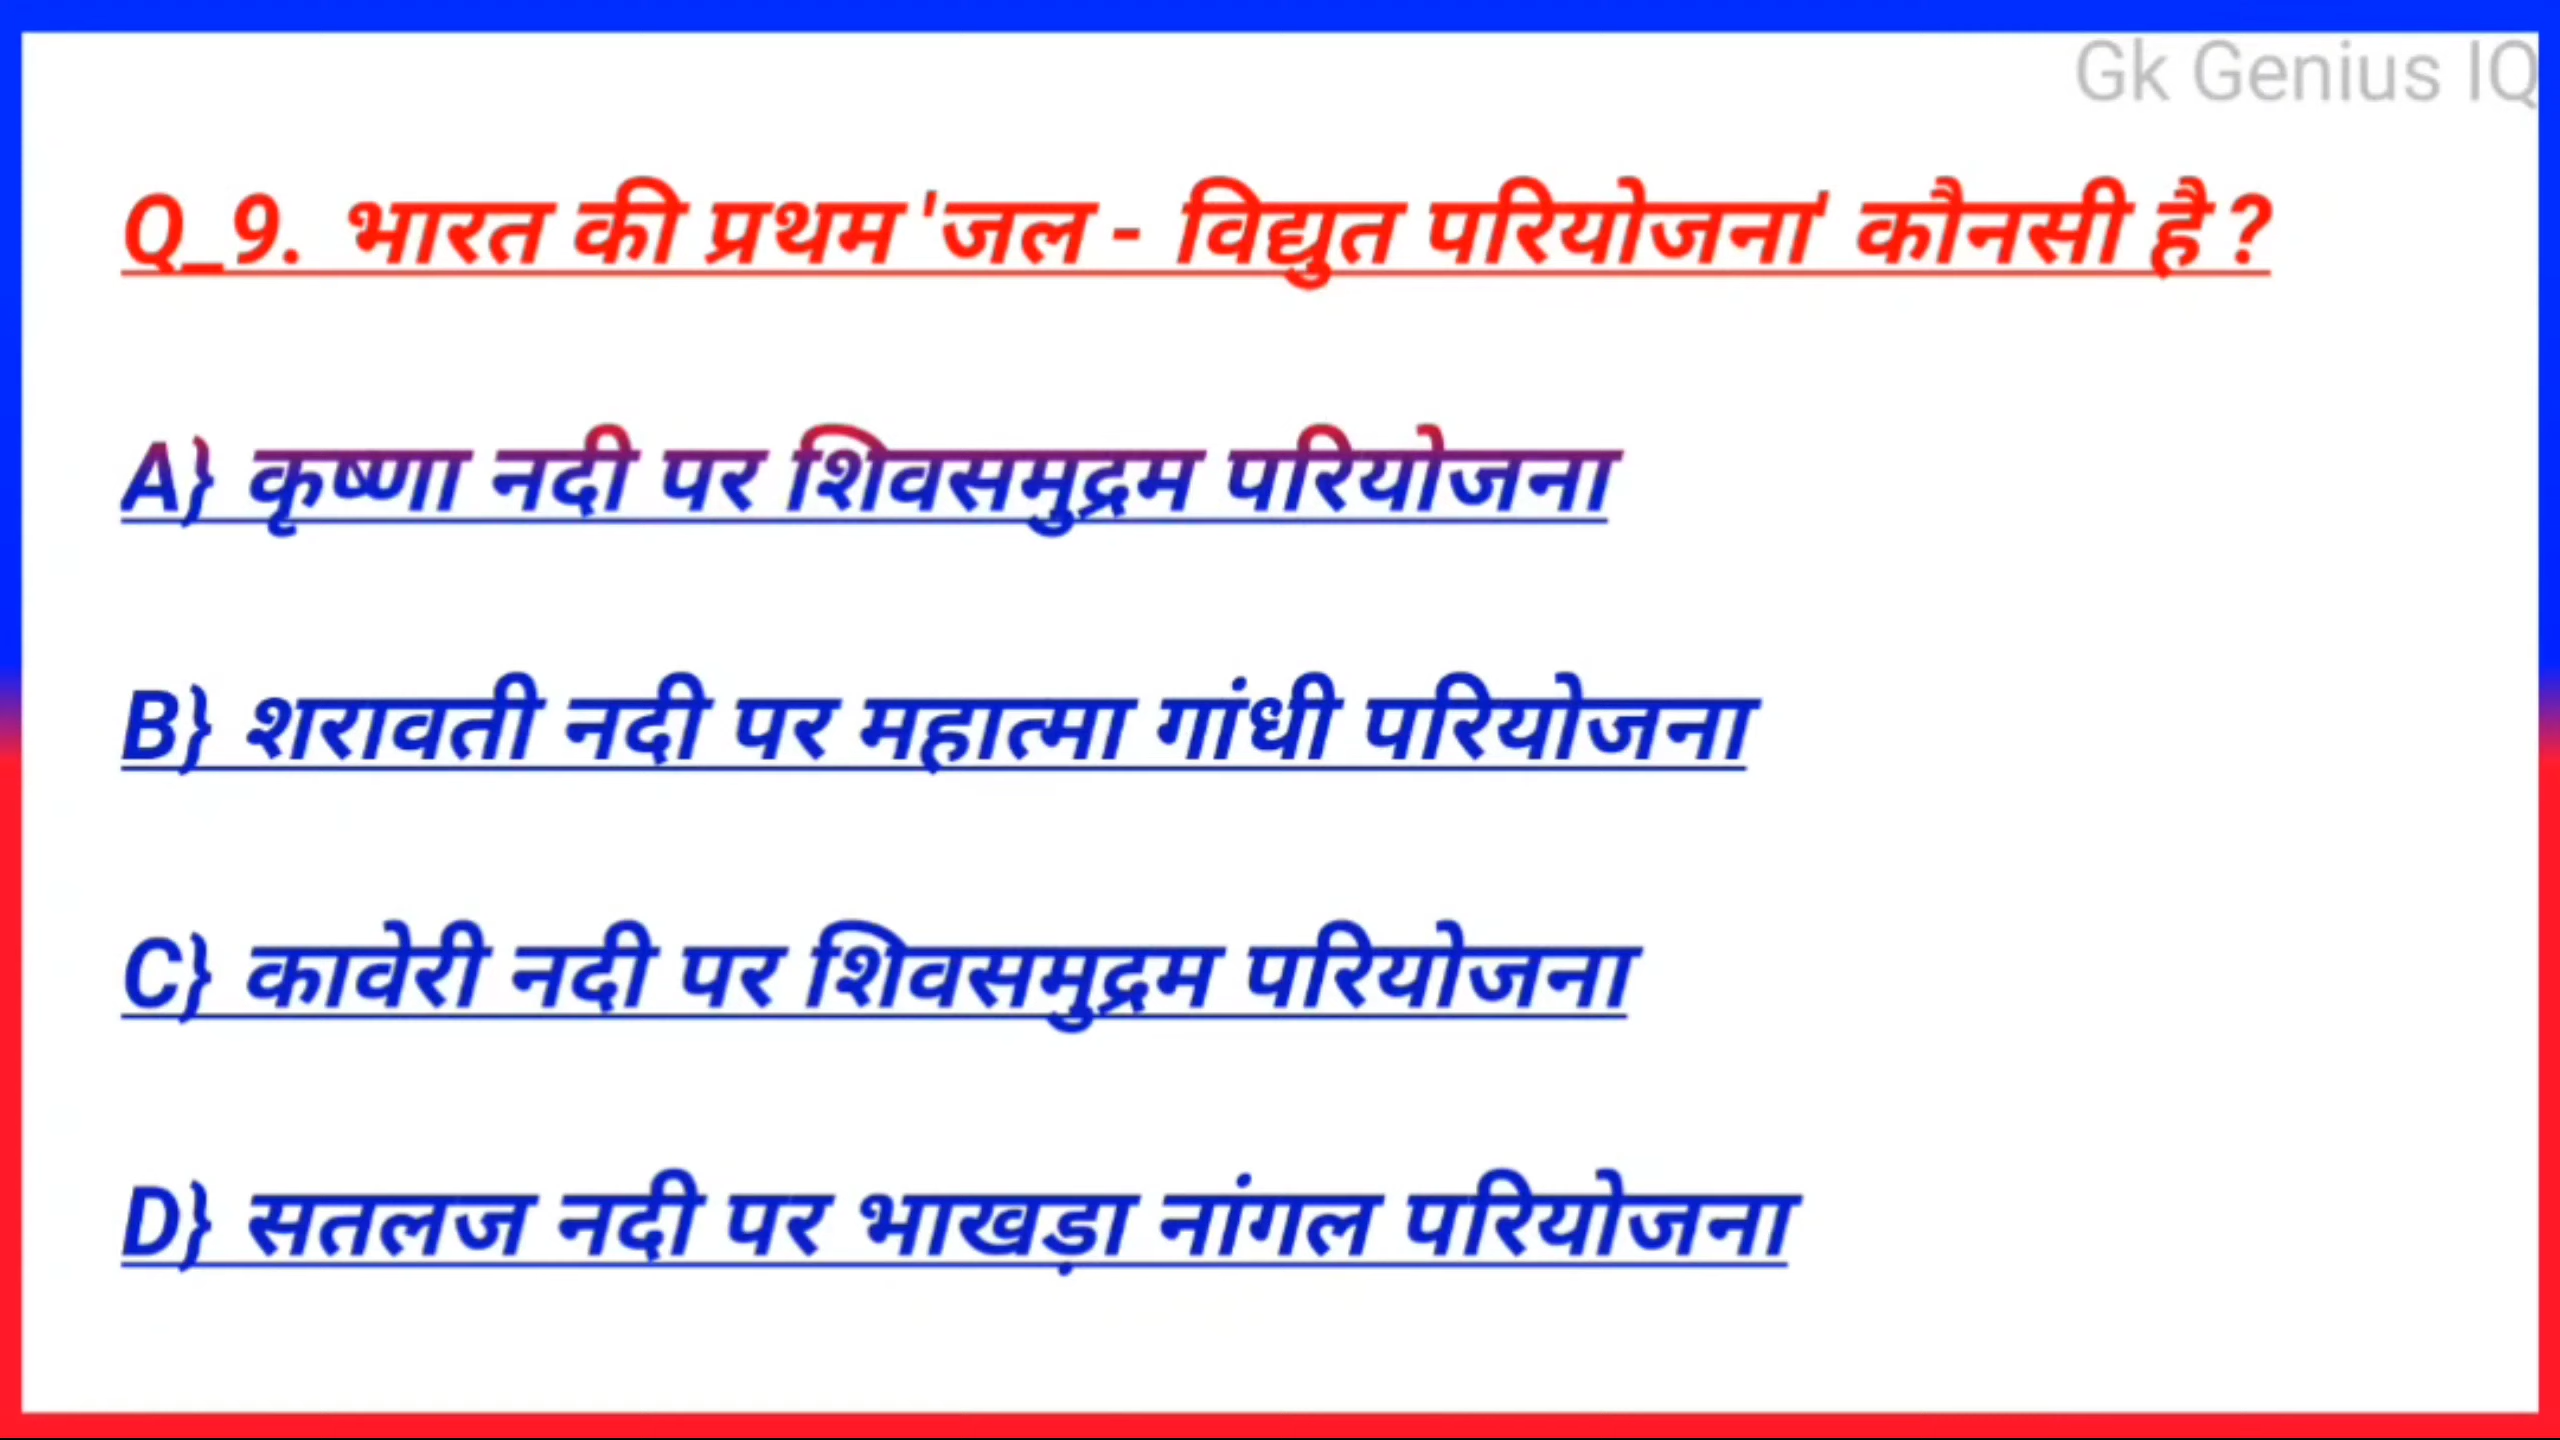 Gk Genius IQ
Q_9. भारत की प्रथम 'जल - विद्युत परियोजना' कौनसी है ?
A} कृष्णा नदी पर शिवसमुद्रम परियोजना
B} शरावती नदी पर महात्मा गांधी परियोजना
C} कावेरी नदी पर शिवसमुद्रम परियोजना
D} सतलज नदी पर भाखड़ा नांगल परियोजना